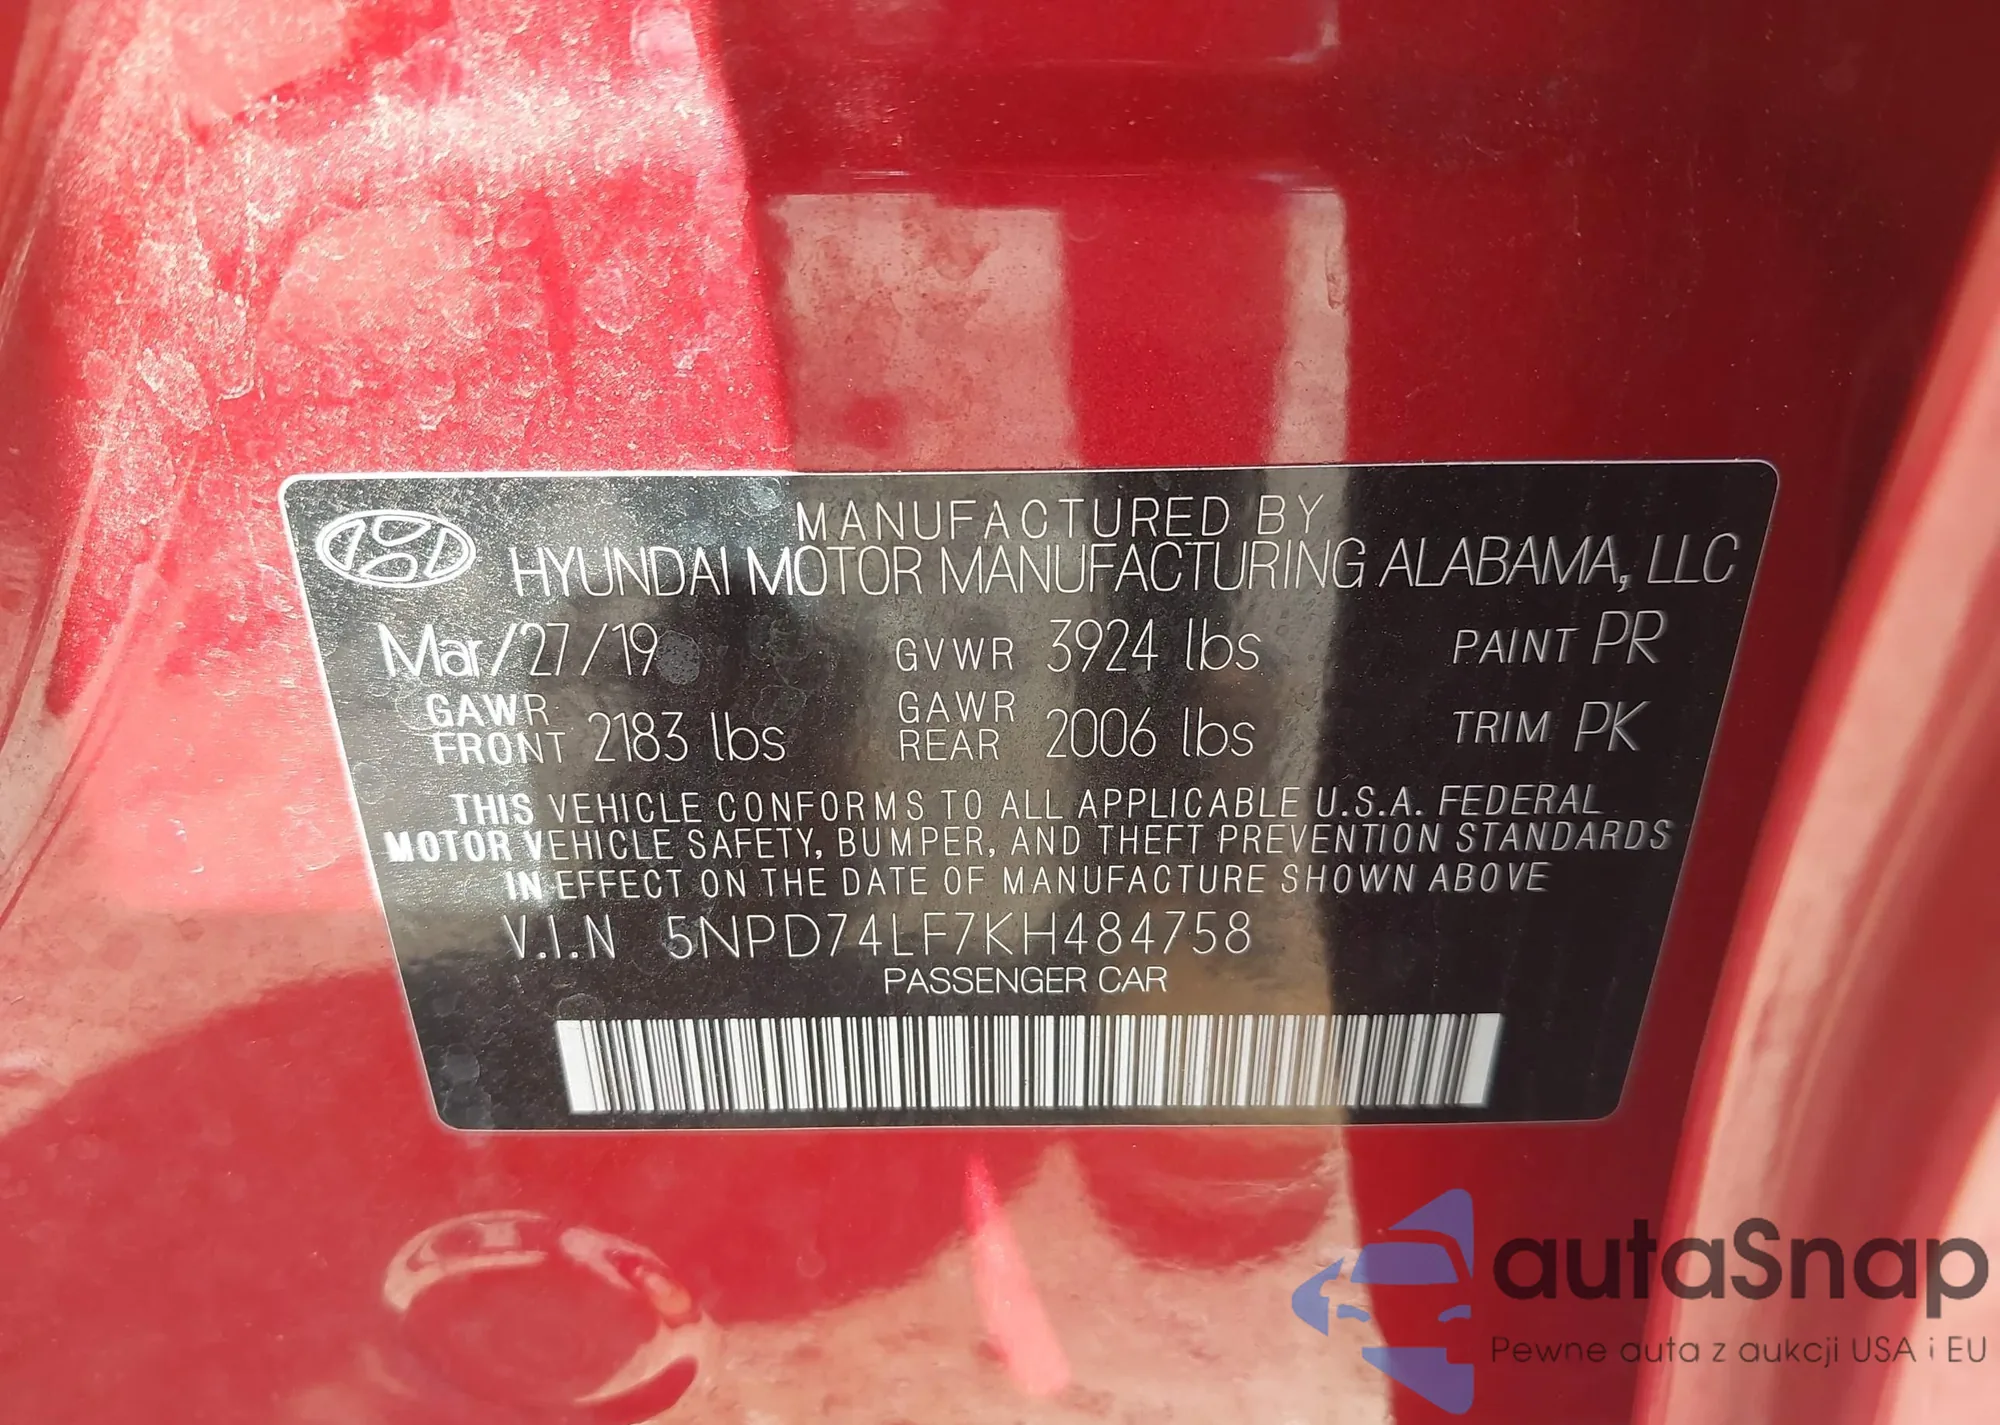 MANUFACTURED BY
HYUNDAI MOTOR MANUFACTURING ALABAMA, LLC
Mar/27/19 GVWR 3924 lbs PAINT PR
GAWR FRONT 2183 lbs GAWR REAR 2006 lbs TRIM PK
THIS VEHICLE CONFORMS TO ALL APPLICABLE U.S.A. FEDERAL
MOTOR VEHICLE SAFETY, BUMPER, AND THEFT PREVENTION STANDARDS
IN EFFECT ON THE DATE OF MANUFACTURE SHOWN ABOVE
V.I.N 5NPD74LF7KH484758
PASSENGER CAR
autaSnap
Pewne auta z aukcji USA i EU